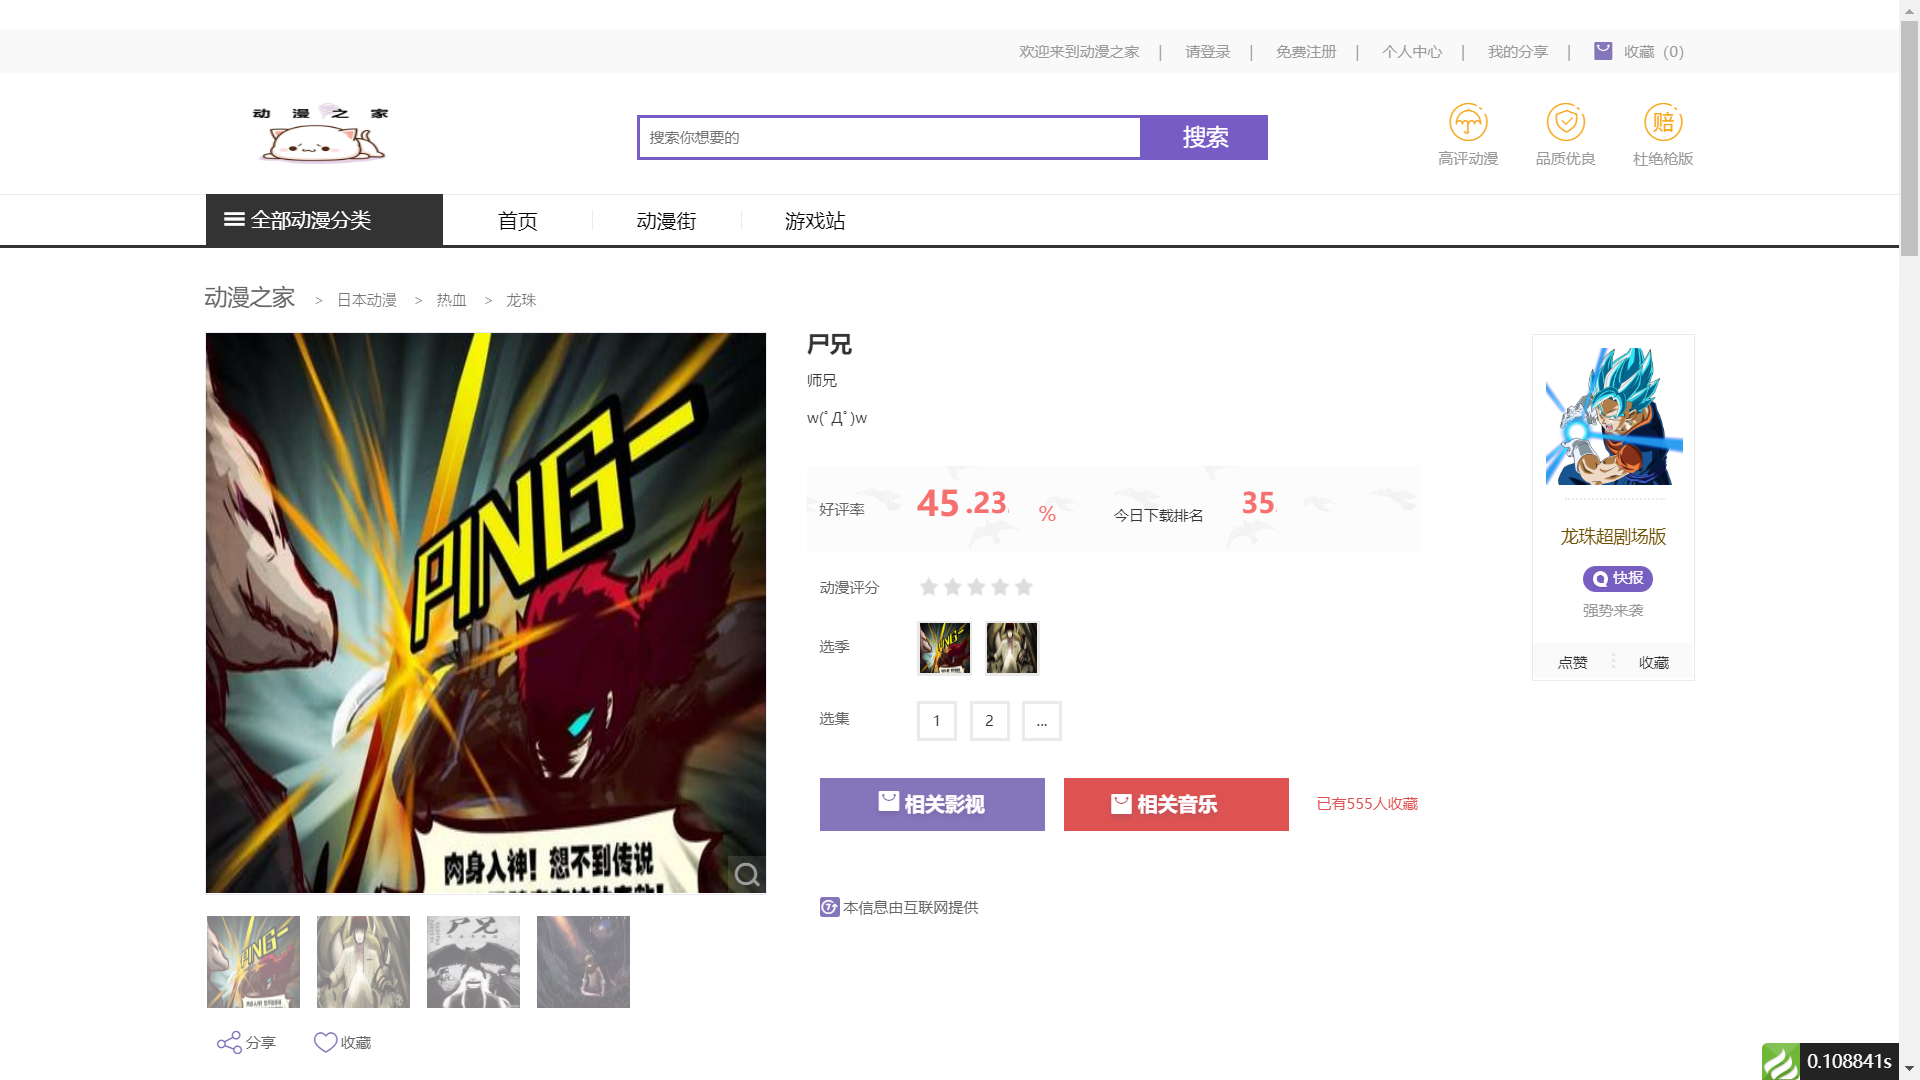 欢迎来到动漫之家 | 请登录 | 免费注册 | 个人中心 | 我的分享 | 收藏 (0)
动漫之家
搜索你想要的 搜索
高评动漫 品质优良 赔 杜绝枪版
全部动漫分类 首页 动漫街 游戏站
动漫之家 > 日本动漫 > 热血 > 龙珠
尸兄
师兄
w(ﾟДﾟ)w
好评率 45.23 % 今日下载排名 35
动漫评分
选季
选集 1 2 ...
相关影视 相关音乐 已有555人收藏
本信息由互联网提供
PING-
肉身入神！想不到传说
尸兄
分享 收藏
龙珠超剧场版
快报
强势来袭
点赞 收藏
0.108841s